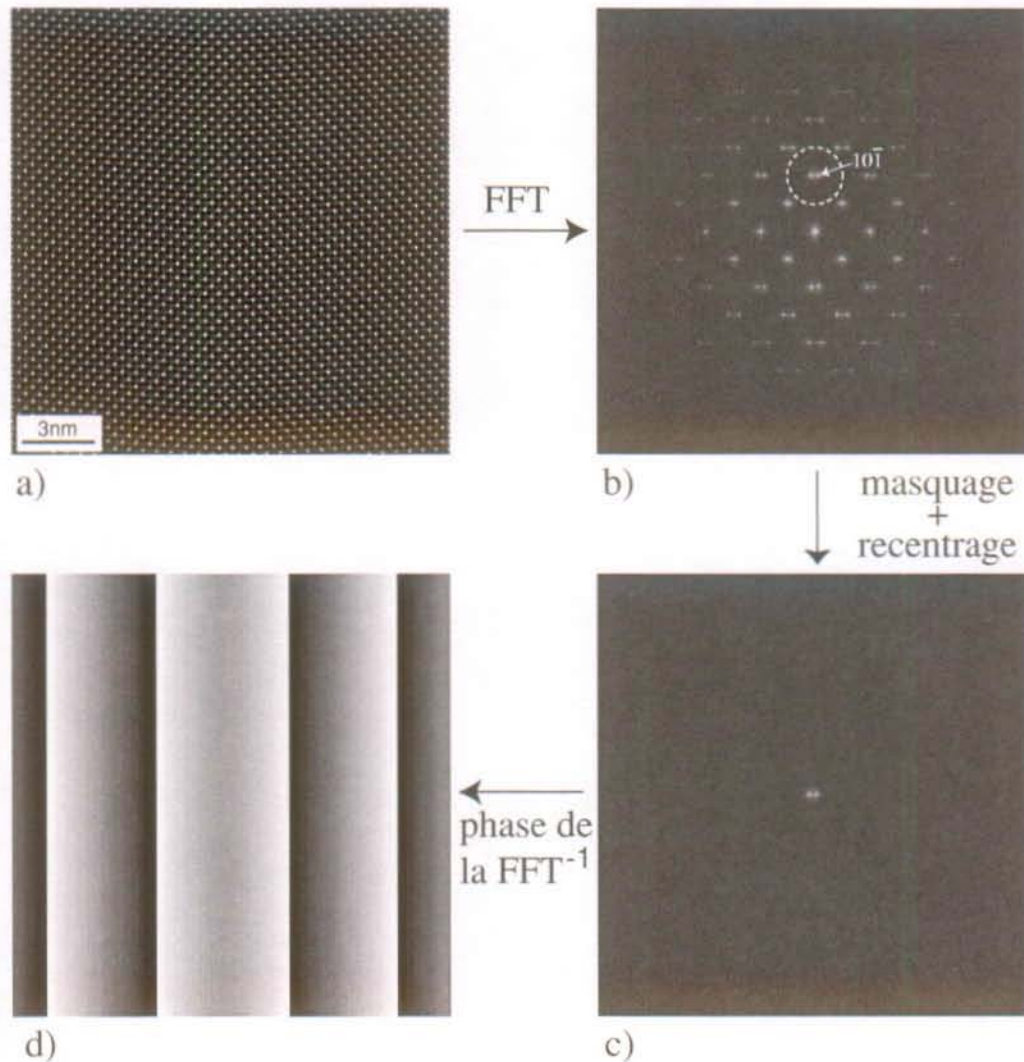 101̄
FFT
3nm
a)
b)
masquage
+
recentrage
phase de
la FFT⁻¹
d)
c)